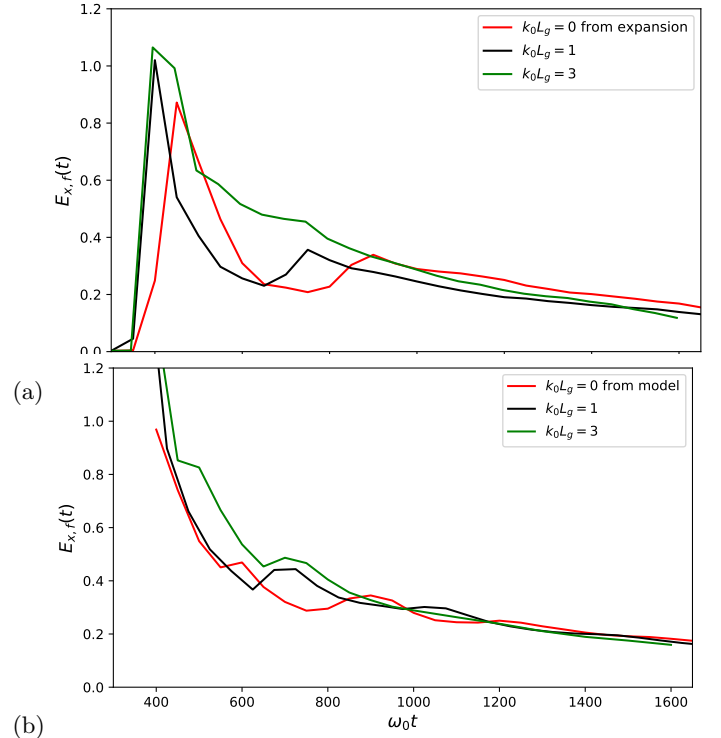 1.2
1.0
0.8
0.6
0.4
0.2
0.0
E_{x,f}(t)
k_0L_g = 0 from expansion
k_0L_g = 1
k_0L_g = 3
(a)
1.2
1.0
0.8
0.6
0.4
0.2
0.0
E_{x,f}(t)
k_0L_g = 0 from model
k_0L_g = 1
k_0L_g = 3
400 600 800 1000 1200 1400 1600
ω_0t
(b)